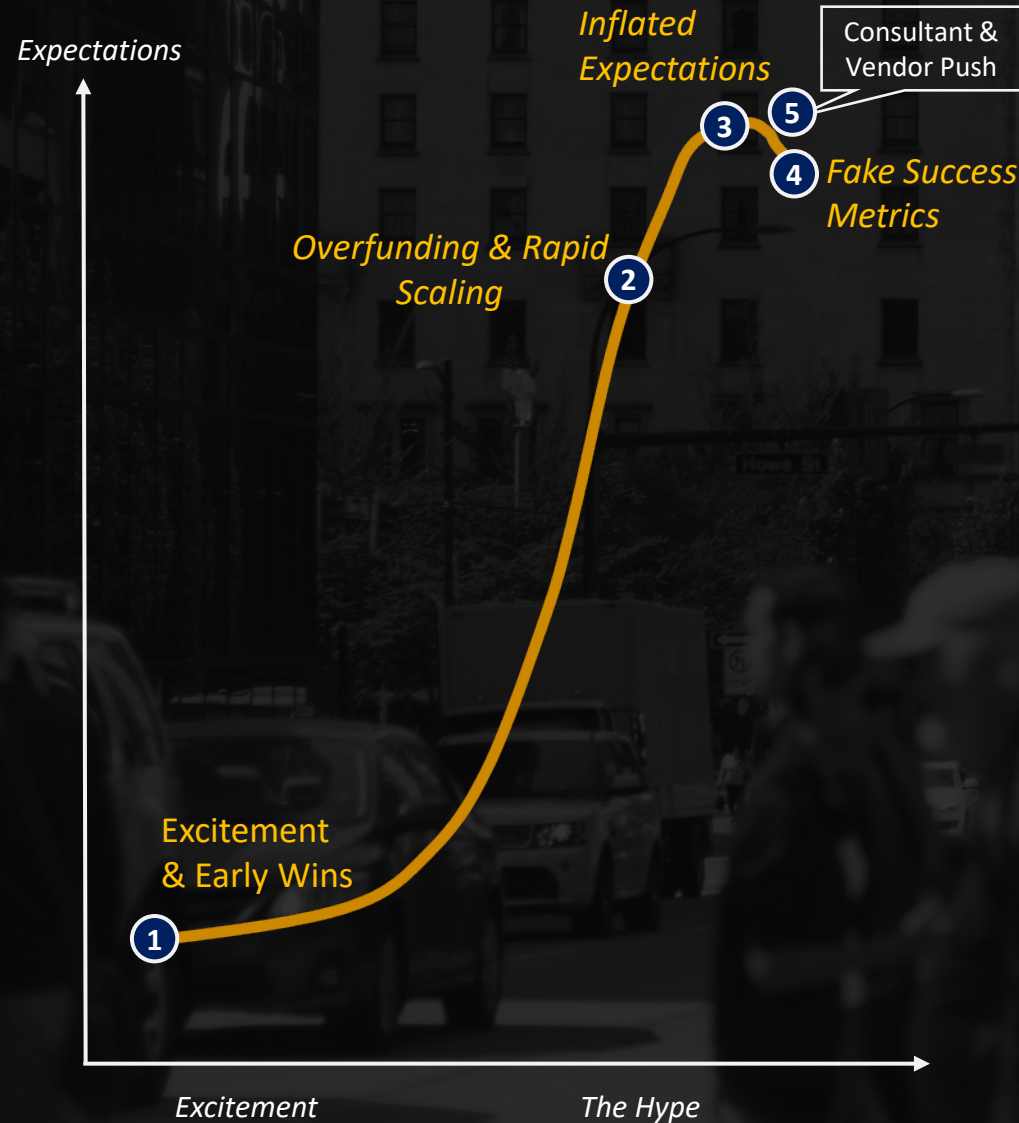 Expectations
Inflated
Expectations
Consultant &
Vendor Push
3
5
4
Fake Success
Metrics
Overfunding & Rapid
Scaling
2
Howe St
Excitement
& Early Wins
1
Excitement
The Hype